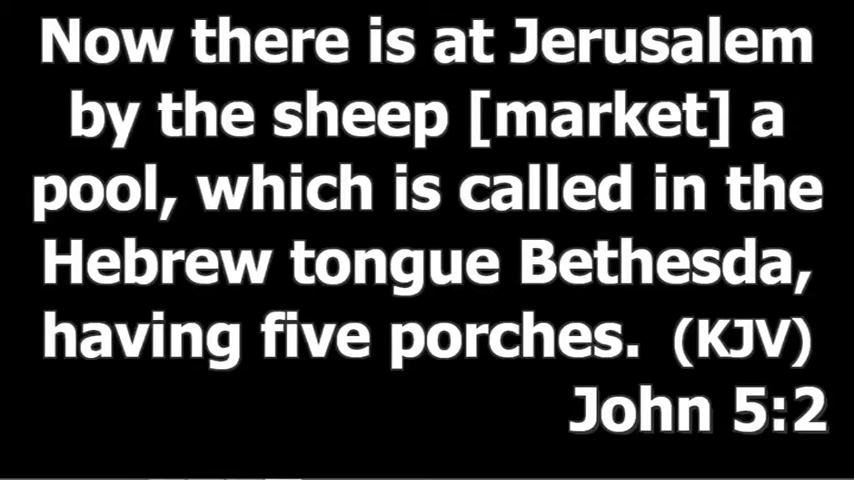 Now there is at Jerusalem
by the sheep [market] a
pool, which is called in the
Hebrew tongue Bethesda,
having five porches. (KJV)
John 5:2